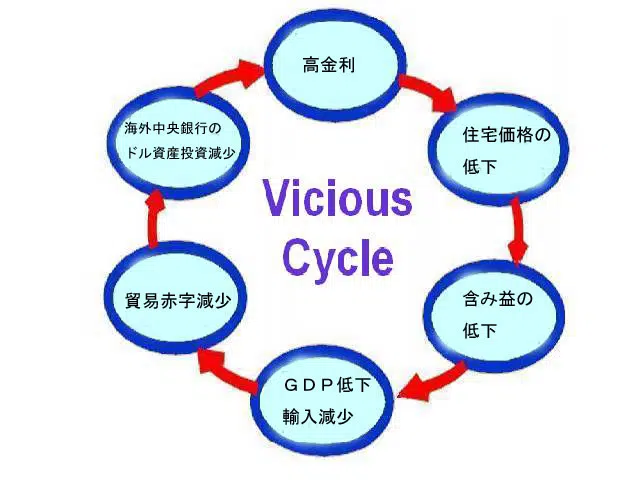 高金利
住宅価格の
低下
含み益の
低下
ＧＤＰ低下
輸入減少
貿易赤字減少
海外中央銀行の
ドル資産投資減少
Vicious
Cycle